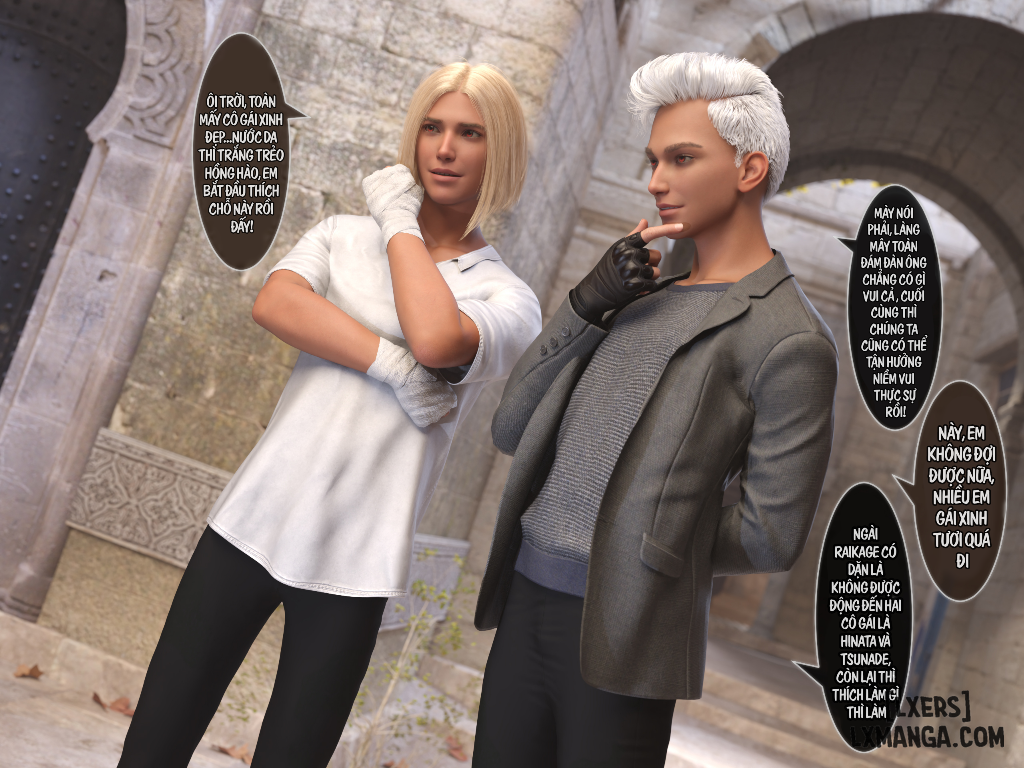 ÔI TRỜI, TOÀN
MẤY CÔ GÁI XINH
ĐẸP...NƯỚC DA
THÌ TRẮNG TRẺO
HỒNG HÀO, EM
BẮT ĐẦU THÍCH
CHỖ NÀY RỒI
ĐẤY!
MÀY NÓI
PHẢI, LÀNG
MÂY TOÀN
ĐÁM ĐÀN ÔNG
CHẲNG CÓ GÌ
VUI CẢ, CUỐI
CÙNG THÌ
CHÚNG TA
CŨNG CÓ THỂ
TẬN HƯỞNG
NIỀM VUI
THỰC SỰ
RỒI!
NÀY, EM
KHÔNG ĐỢI
ĐƯỢC NỮA,
NHIỀU EM
GÁI XINH
TƯƠI QUÁ
ĐI
NGÀI
RAIKAGE CÓ
DẶN LÀ
KHÔNG ĐƯỢC
ĐỘNG ĐẾN HAI
CÔ GÁI LÀ
HINATA VÀ
TSUNADE,
CÒN LẠI THÌ
THÍCH LÀM GÌ
THÌ LÀM
LXERS]
LXMANGA.COM